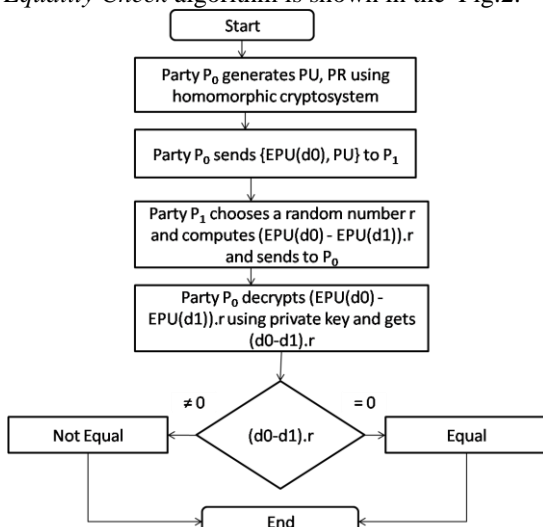 Equality Check algorithm is shown in the Fig.2.
Start
Party P₀ generates PU, PR using
homomorphic cryptosystem
Party P₀ sends {EPU(d0), PU} to P₁
Party P₁ chooses a random number r
and computes (EPU(d0) - EPU(d1)).r
and sends to P₀
Party P₀ decrypts (EPU(d0) -
EPU(d1)).r using private key and gets
(d0-d1).r
≠ 0
= 0
Not Equal
(d0-d1).r
Equal
End